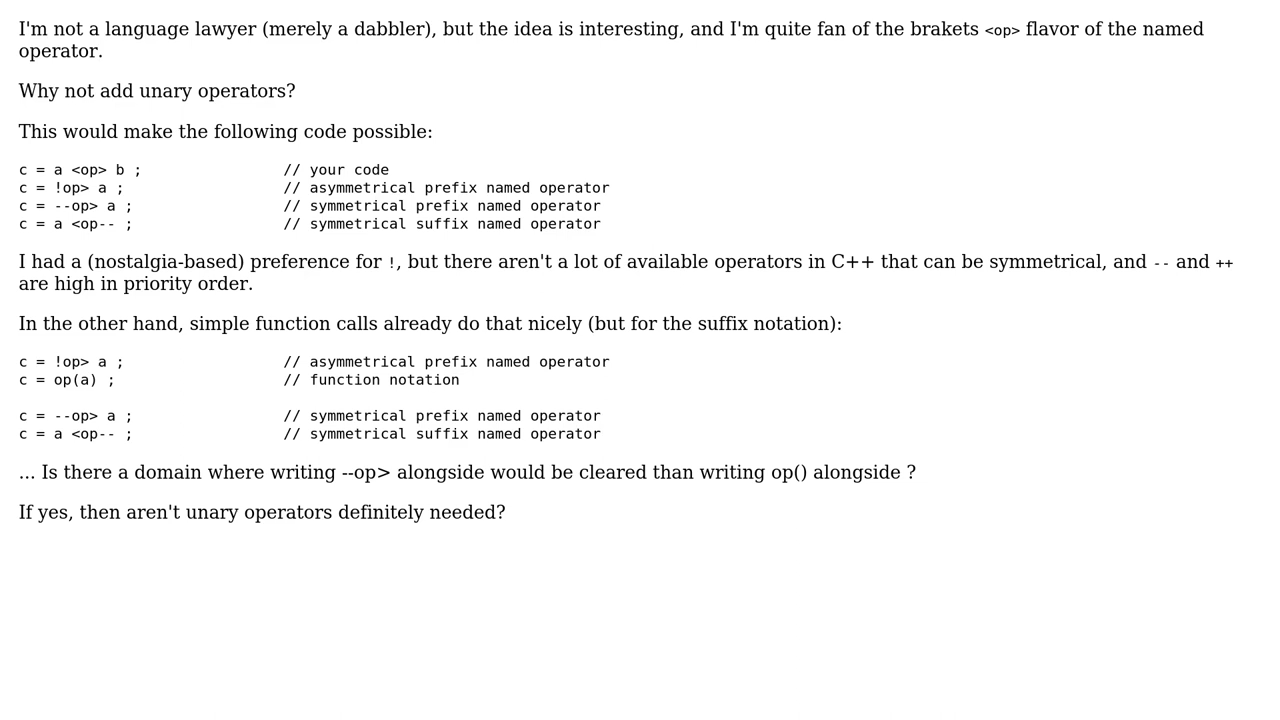 I'm not a language lawyer (merely a dabbler), but the idea is interesting, and I'm quite fan of the brakets <op> flavor of the named
operator.
Why not add unary operators?
This would make the following code possible:
c = a <op> b ;                // your code
c = !op> a ;                  // asymmetrical prefix named operator
c = --op> a ;                 // symmetrical prefix named operator
c = a <op-- ;                 // symmetrical suffix named operator
I had a (nostalgia-based) preference for !, but there aren't a lot of available operators in C++ that can be symmetrical, and -- and ++
are high in priority order.
In the other hand, simple function calls already do that nicely (but for the suffix notation):
c = !op> a ;                  // asymmetrical prefix named operator
c = op(a) ;                   // function notation
c = --op> a ;                 // symmetrical prefix named operator
c = a <op-- ;                 // symmetrical suffix named operator
... Is there a domain where writing --op> alongside would be cleared than writing op() alongside ?
If yes, then aren't unary operators definitely needed?